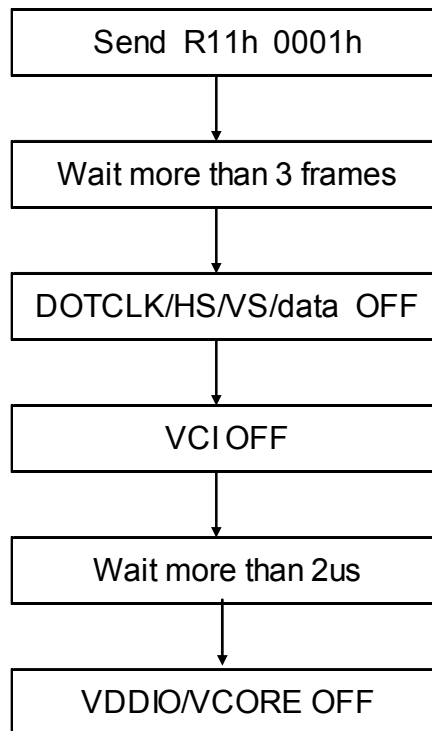 Send R11h 0001h
Wait more than 3 frames
DOTCLK/HS/VS/data OFF
VCI OFF
Wait more than 2us
VDDIO/VCORE OFF